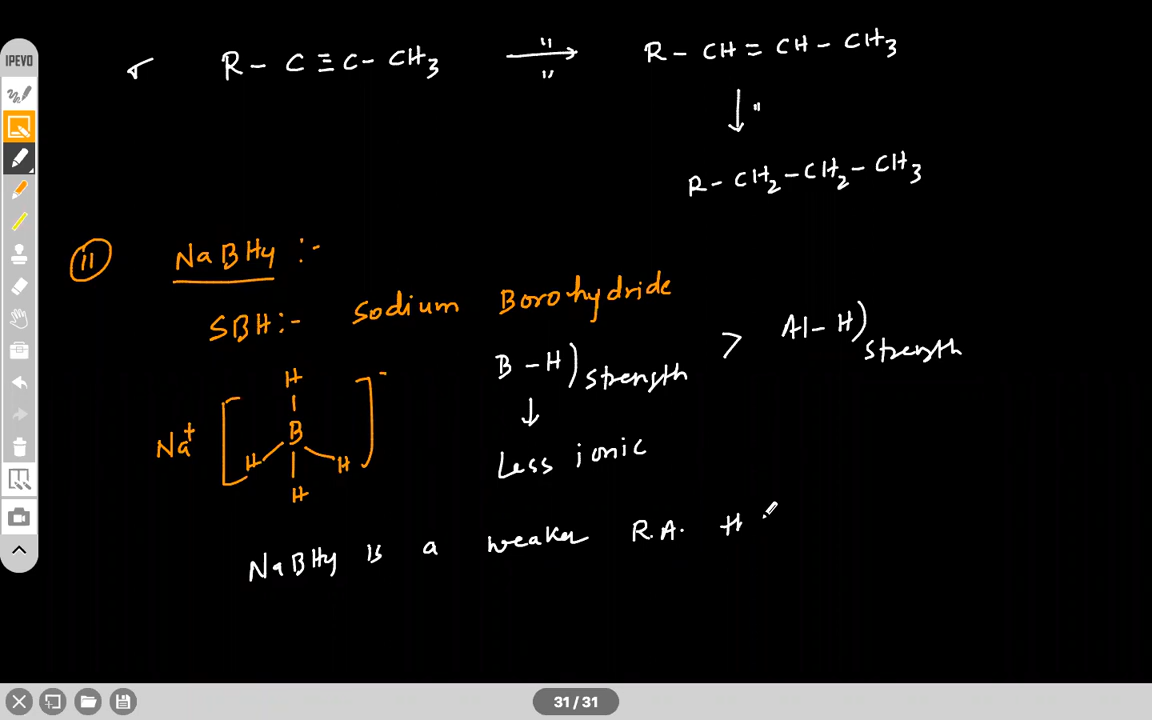 IPEVO
R - C ≡ C - CH3 " → " R - CH = CH - CH3
↓ "
R - CH2 - CH2 - CH3
11 NaBH4 :-
SBH :- Sodium Borohydride
B - H) strength > Al - H) strength
↓
Less ionic
Na+ [ H B H H H ]-
NaBH4 is a weaker R.A. th
31 / 31